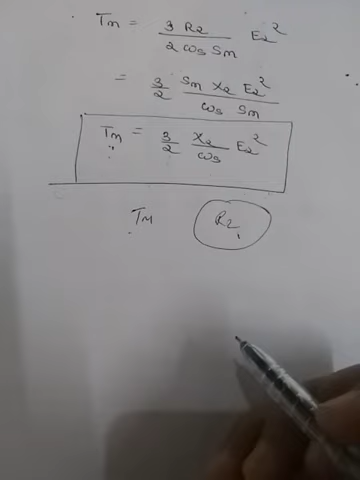 Tm = 3 R2 / 2 ωs Sm E2²
= 3/2 Sm X2 E2² / ωs Sm
Tm = 3/2 X2 / ωs E2²
TM R2